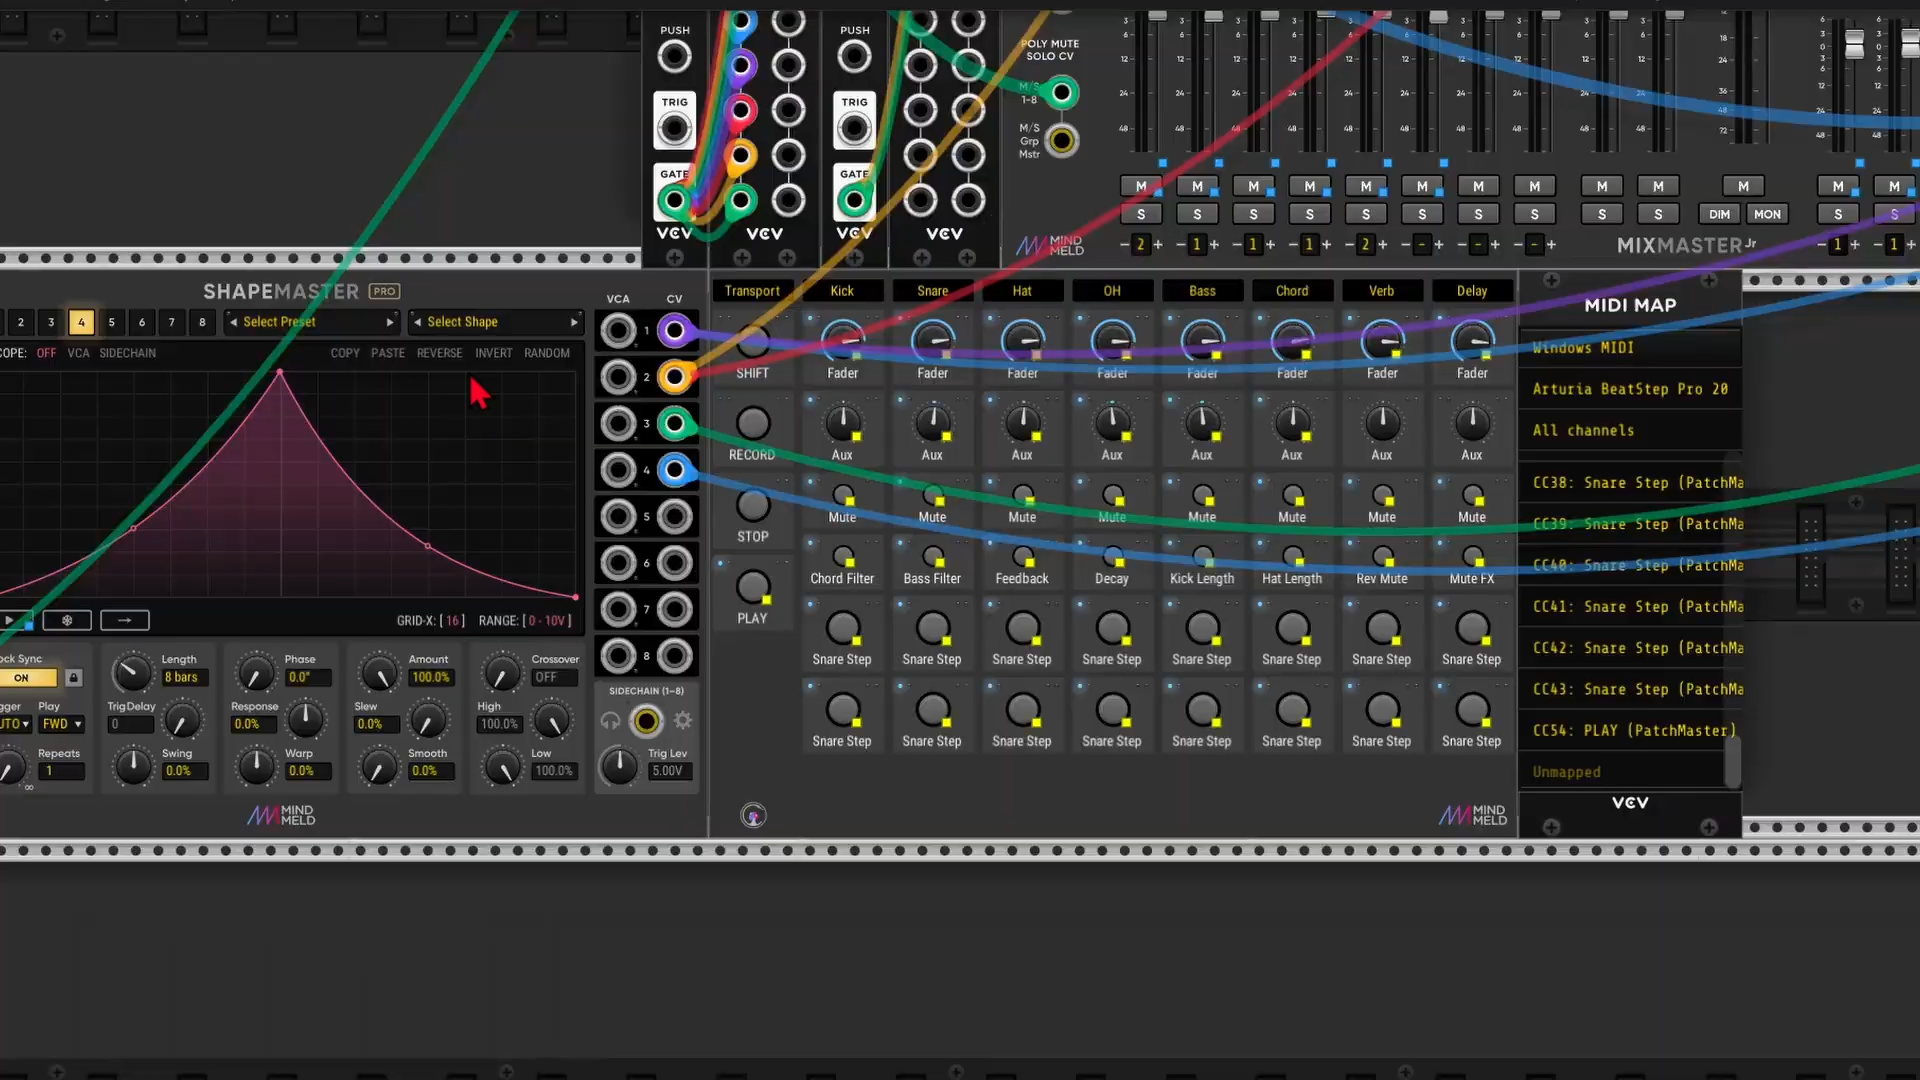 PUSH
PUSH
POLY MUTE
SOLO CV
TRIG
TRIG
M/S
1-8
M/S
Grp
Mstr
GATE
GATE
VCV VCV VCV VCV
M M M M M M M M M M M M M
S S S S S S S S S S DIM MON S S
- 2 + - 1 + - 1 + - 1 + - 2 + - - + - - + - - + - 1 + - 1
MIND MELD
MIXMASTER Jr
SHAPEMASTER PRO
2 3 4 5 6 7 8
Select Preset
Select Shape
COPE: OFF VCA SIDECHAIN
COPY PASTE REVERSE INVERT RANDOM
GRID-X: [ 16 ] RANGE: [ 0 - 10V ]
ock Sync
ON
Length
8 bars
Phase
0.0°
Amount
100.0%
Crossover
OFF
gger
UTO
Play
FWD
TrigDelay
0
Response
0.0%
Slew
0.0%
High
100.0%
Repeats
1
∞
Swing
0.0%
Warp
0.0%
Smooth
0.0%
Low
100.0%
MIND MELD
VCA CV
1
2
3
4
5
6
7
8
SIDECHAIN (1-8)
Trig Lev
5.00V
Transport Kick Snare Hat OH Bass Chord Verb Delay
SHIFT Fader Fader Fader Fader Fader Fader Fader Fader
RECORD Aux Aux Aux Aux Aux Aux Aux Aux
STOP Mute Mute Mute Mute Mute Mute Mute Mute
PLAY Chord Filter Bass Filter Feedback Decay Kick Length Hat Length Rev Mute Mute FX
Snare Step Snare Step Snare Step Snare Step Snare Step Snare Step Snare Step Snare Step
Snare Step Snare Step Snare Step Snare Step Snare Step Snare Step Snare Step Snare Step
MIND MELD
MIDI MAP
Windows MIDI
Arturia BeatStep Pro 20
All channels
CC38: Snare Step (PatchMa
CC39: Snare Step (PatchMa
CC40: Snare Step (PatchMa
CC41: Snare Step (PatchMa
CC42: Snare Step (PatchMa
CC43: Snare Step (PatchMa
CC54: PLAY (PatchMaster)
Unmapped
VCV